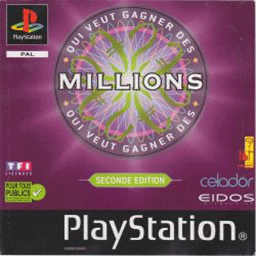 PlayStation
PAL
QUI VEUT GAGNER DES
MILLIONS
QUI VEUT GAGNER DES
SECONDE EDITION
TF1
LICENCES
POUR TOUS
PUBLICS
celador
EIDOS
PlayStation®